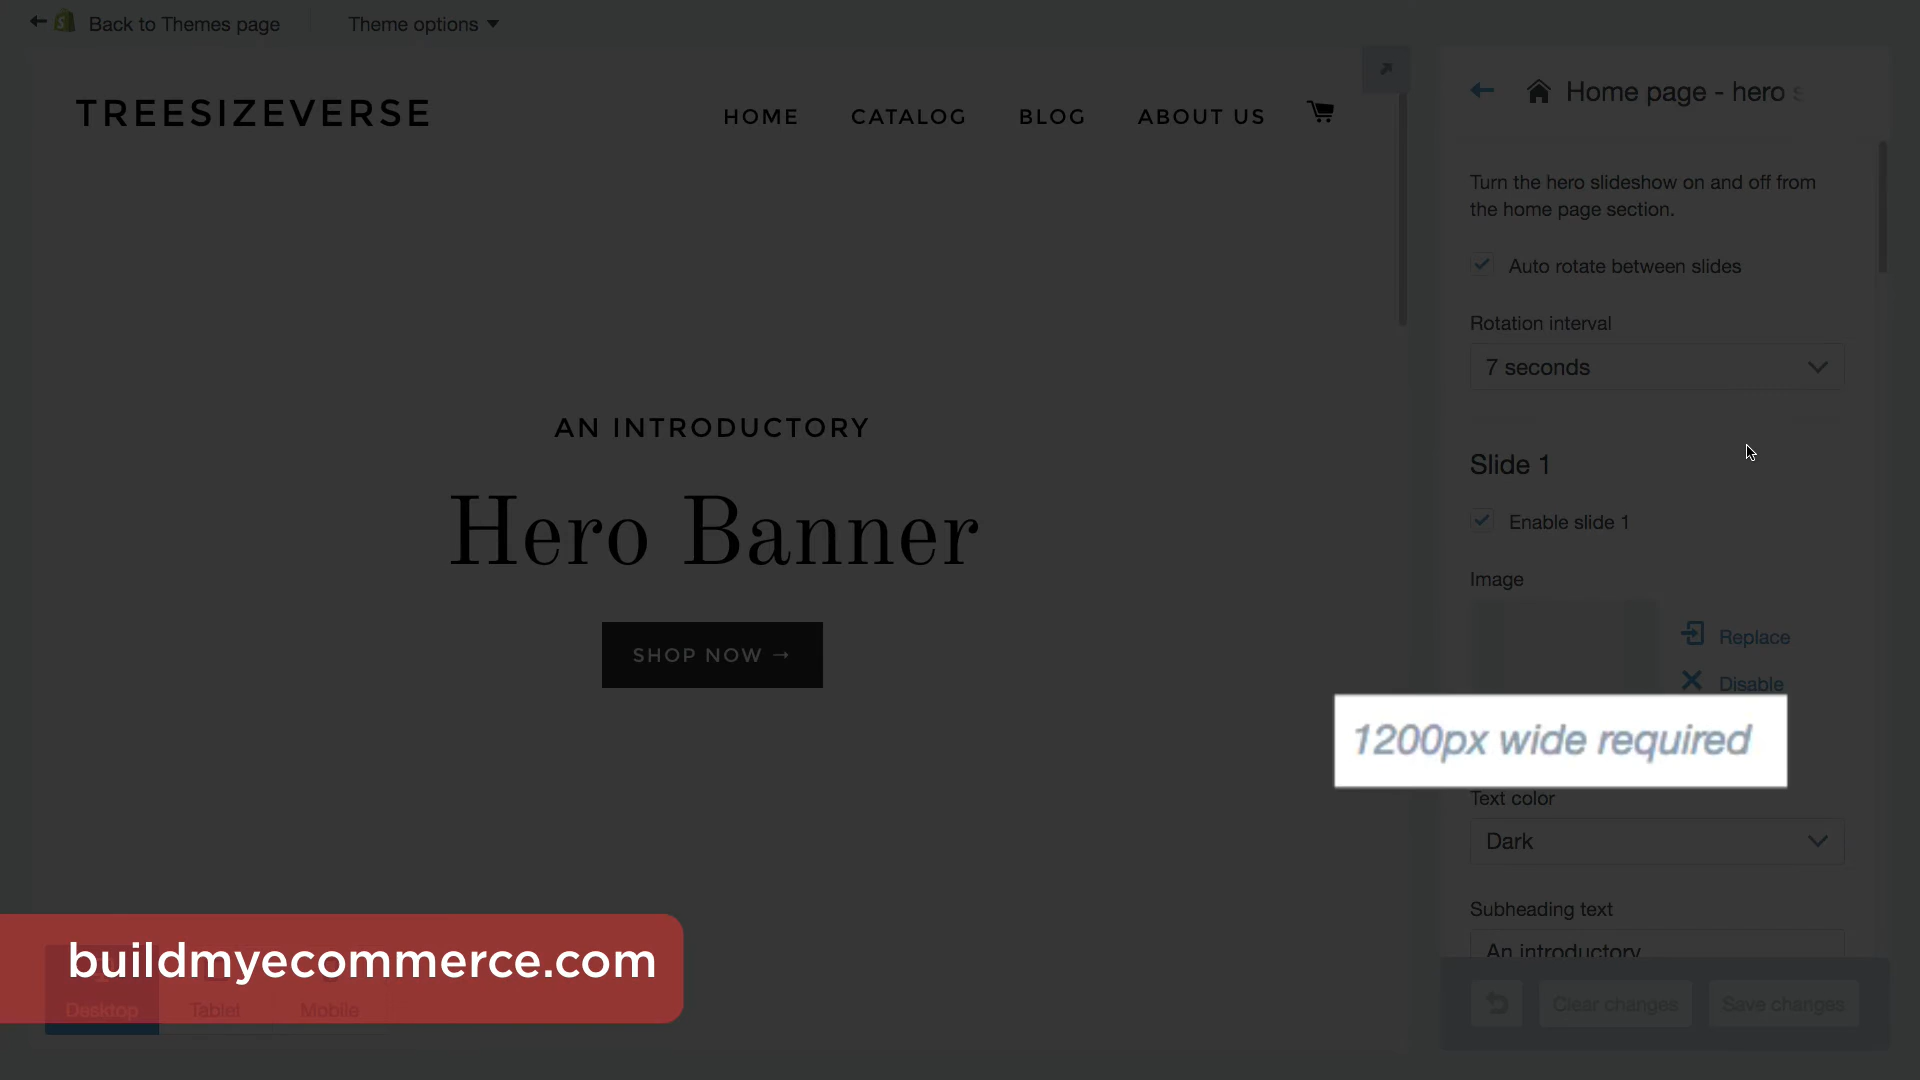 Back to Themes page
Theme options
TREESIZEVERSE
HOME CATALOG BLOG ABOUT US
AN INTRODUCTORY
Hero Banner
SHOP NOW →
Home page - hero
Turn the hero slideshow on and off from
the home page section.
Auto rotate between slides
Rotation interval
7 seconds
Slide 1
Enable slide 1
Image
Replace
Disable
1200px wide required
Text color
Dark
Subheading text
An introductory
Clear changes
Save changes
buildmyecommerce.com
Desktop
Tablet
Mobile